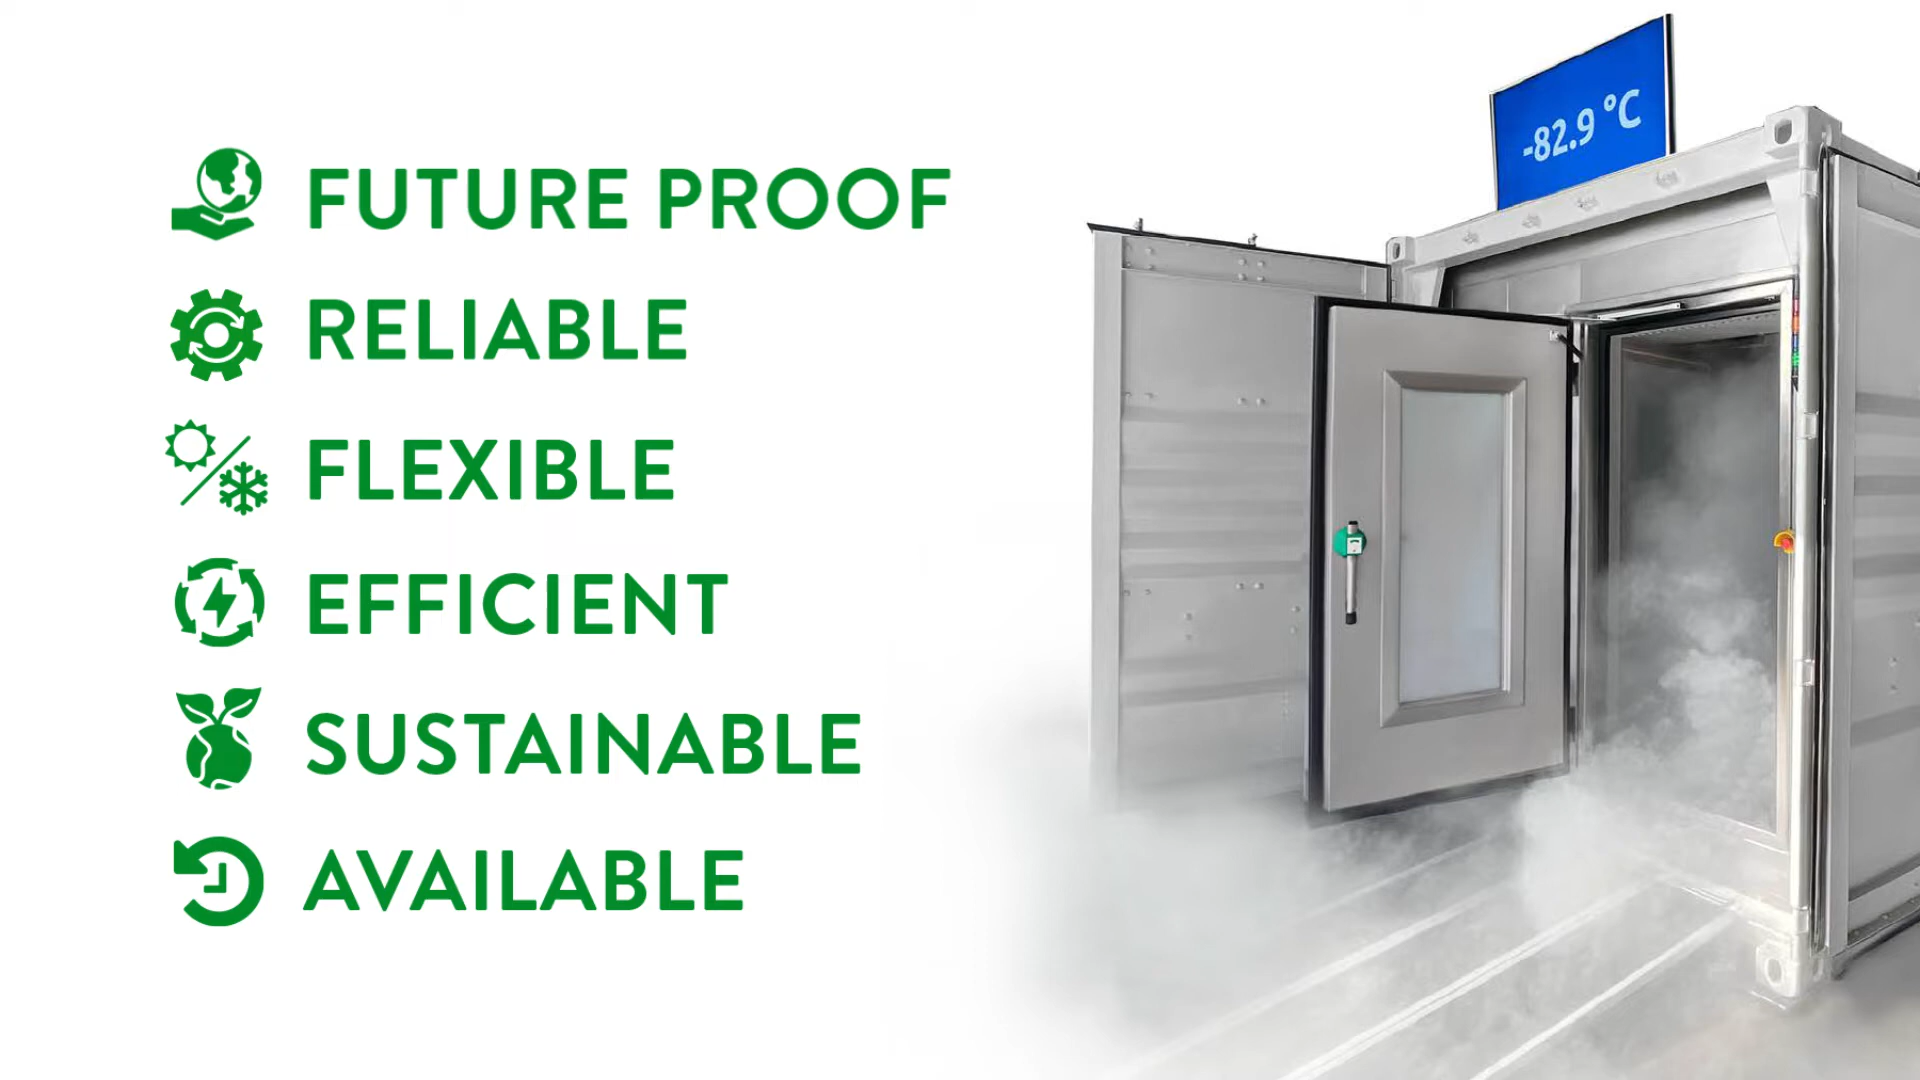 FUTURE PROOF
RELIABLE
FLEXIBLE
EFFICIENT
SUSTAINABLE
AVAILABLE
-82.9 °C